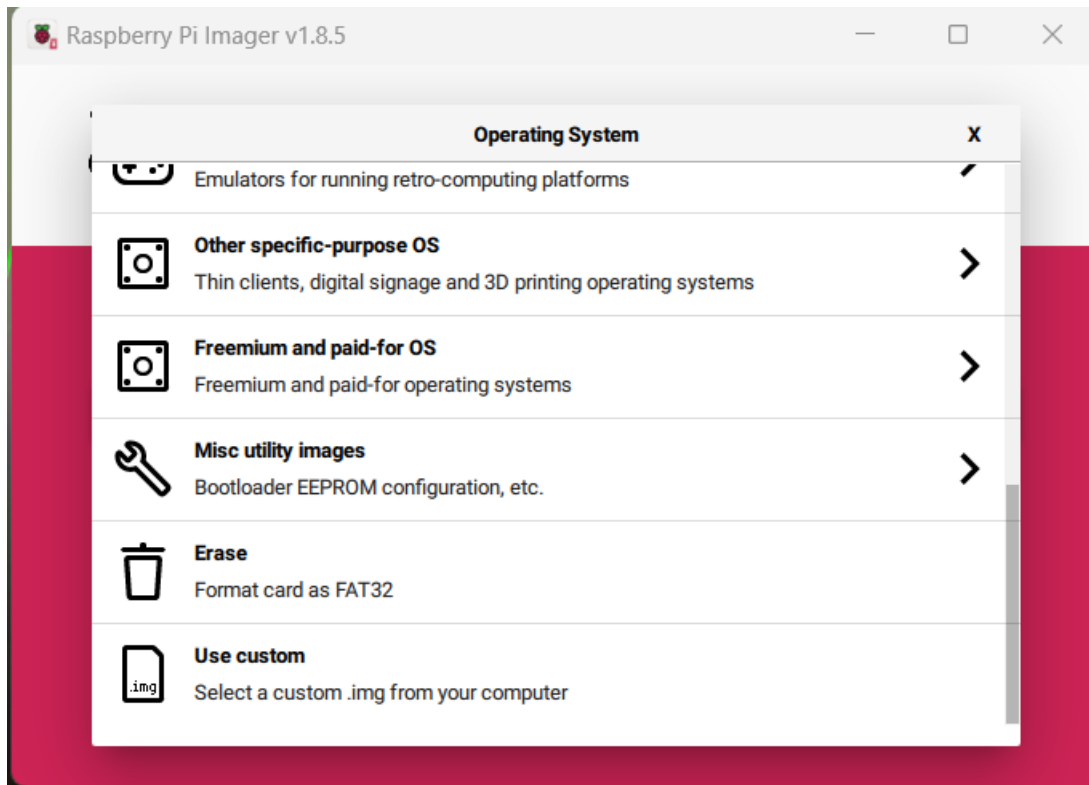 Raspberry Pi Imager v1.8.5
Operating System X
Emulators for running retro-computing platforms
Other specific-purpose OS
Thin clients, digital signage and 3D printing operating systems
Freemium and paid-for OS
Freemium and paid-for operating systems
Misc utility images
Bootloader EEPROM configuration, etc.
Erase
Format card as FAT32
Use custom
.img
Select a custom .img from your computer